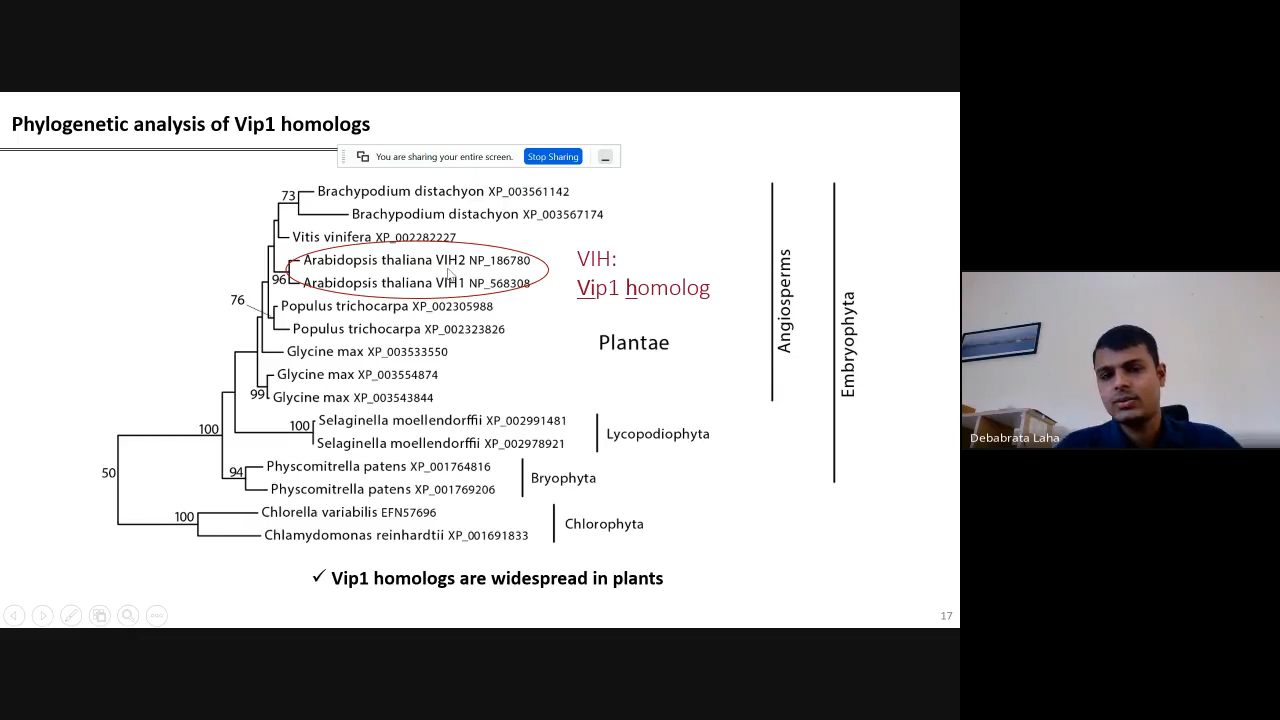 Phylogenetic analysis of Vip1 homologs
You are sharing your entire screen.
Stop Sharing
73
Brachypodium distachyon XP_003561142
Brachypodium distachyon XP_003567174
Vitis vinifera XP_002282227
Arabidopsis thaliana VIH2 NP_186780
96
Arabidopsis thaliana VIH1 NP_568308
76
Populus trichocarpa XP_002305988
Populus trichocarpa XP_002323826
Glycine max XP_003533550
Glycine max XP_003554874
99
Glycine max XP_003543844
100
100
Selaginella moellendorffii XP_002991481
Selaginella moellendorffii XP_002978921
50
94
Physcomitrella patens XP_001764816
Physcomitrella patens XP_001769206
100
Chlorella variabilis EFN57696
Chlamydomonas reinhardtii XP_001691833
VIH:
Vip1 homolog
Plantae
Lycopodiophyta
Bryophyta
Chlorophyta
Angiosperms
Embryophyta
✓ Vip1 homologs are widespread in plants
17
Debabrata Laha